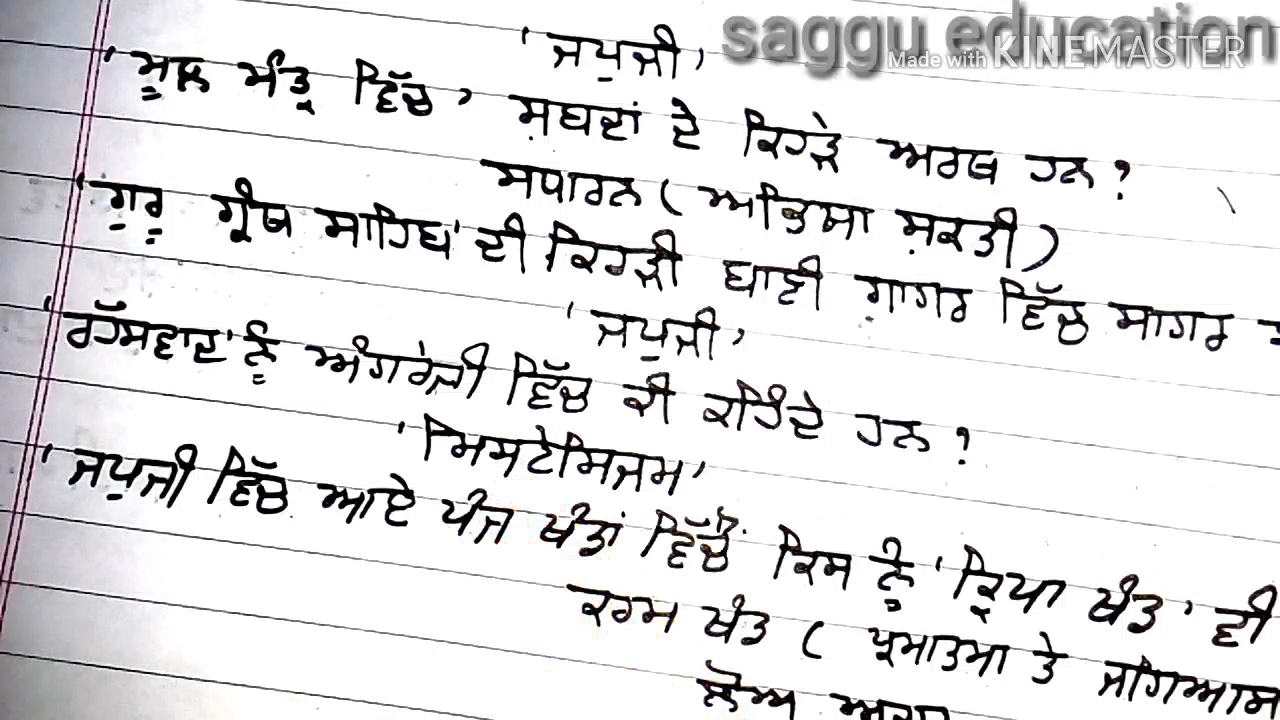 saggu education
Made with KINEMASTER
'ਜਪੁਜੀ'
'ਮੂਲ ਮੰਤ੍ਰ ਵਿੱਚ' ਸ਼ਬਦਾਂ ਦੇ ਕਿਹੜੇ ਅਰਥ ਹਨ ?
ਸਧਾਰਨ ( ਅਭਿਧਾ ਸ਼ਕਤੀ )
'ਗੁਰੂ ਗ੍ਰੰਥ ਸਾਹਿਬ' ਦੀ ਕਿਹੜੀ ਬਾਣੀ ਗ਼ਾਗਰ ਵਿੱਚ ਸਾਗਰ
'ਜਪੁਜੀ'
'ਰਹੱਸਵਾਦ' ਨੂੰ ਅੰਗਰੇਜੀ ਵਿੱਚ ਕੀ ਕਹਿੰਦੇ ਹਨ ?
'ਮਿਸਟੇਸਿਜਮ'
'ਜਪੁਜੀ ਵਿੱਚ ਆਏ ਪੰਜ ਖੰਡਾਂ ਵਿੱਚੋਂ ਕਿਸ ਨੂੰ 'ਕ੍ਰਿਪਾ ਖੰਡ' ਵੀ
ਕਰਮ ਖੰਡ ( ਪ੍ਰਮਾਤਮਾ ਤੇ